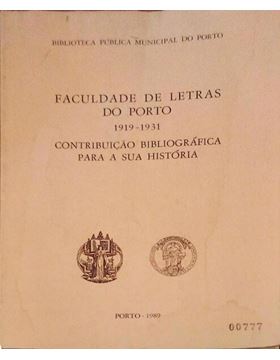 BIBLIOTECA PÚBLICA MUNICIPAL DO PORTO
FACULDADE DE LETRAS
DO PORTO
1919-1931
CONTRIBUIÇÃO BIBLIOGRÁFICA
PARA A SUA HISTÓRIA
PORTO - 1989
00777